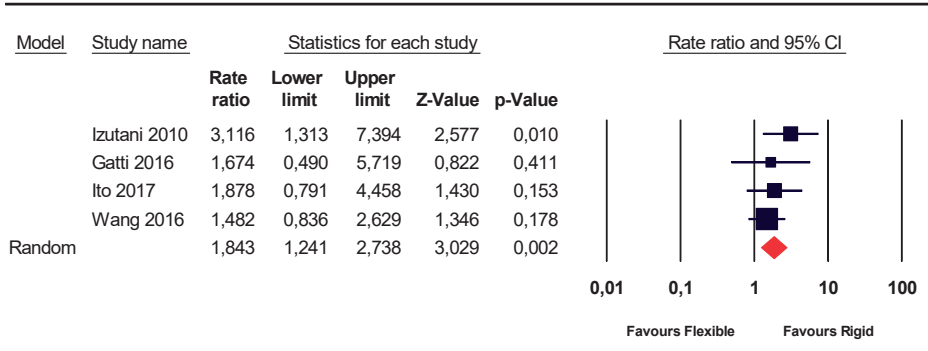 Model Study name Statistics for each study Rate ratio and 95% CI
Rate Lower Upper
ratio limit limit Z-Value p-Value
Izutani 2010 3,116 1,313 7,394 2,577 0,010
Gatti 2016 1,674 0,490 5,719 0,822 0,411
Ito 2017 1,878 0,791 4,458 1,430 0,153
Wang 2016 1,482 0,836 2,629 1,346 0,178
Random 1,843 1,241 2,738 3,029 0,002
0,01 0,1 1 10 100
Favours Flexible Favours Rigid